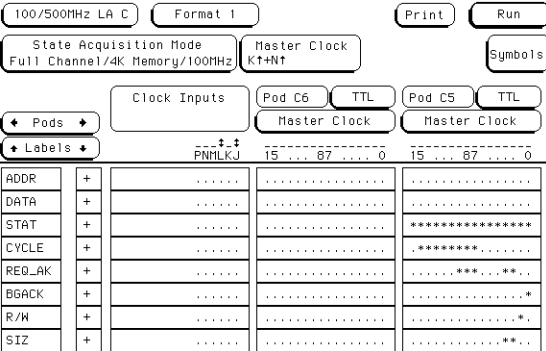 100/500MHz LA C Format 1 Print Run
State Acquisition Mode
Full Channel/4K Memory/100MHz
Master Clock
K↑+N↑
Symbols
Clock Inputs Pod C6 TTL Pod C5 TTL
← Pods → Master Clock Master Clock
↑ Labels ↓ ___↕_↕
PNMLKJ 15 ... 87 .... 0 15 ... 87 .... 0
ADDR + ...... ................ ................
DATA + ...... ................ ................
STAT + ...... ................ ****************
CYCLE + ...... ................ .********.......
REQ_AK + ...... ................ ......***...**..
BGACK + ...... ................ ...............*
R/W + ...... ................ ..............*.
SIZ + ...... ................ ............**..